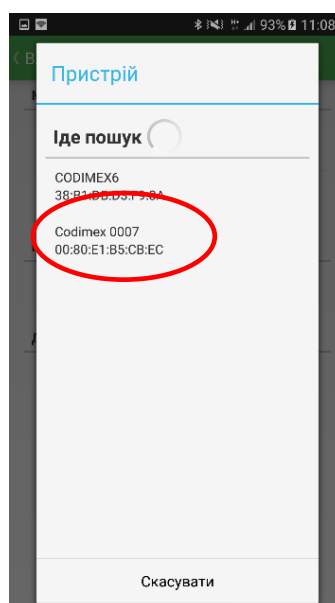 93% 11:08
Пристрій
Іде пошук
CODIMEX6
Codimex 0007
00:80:E1:B5:CB:EC
Скасувати